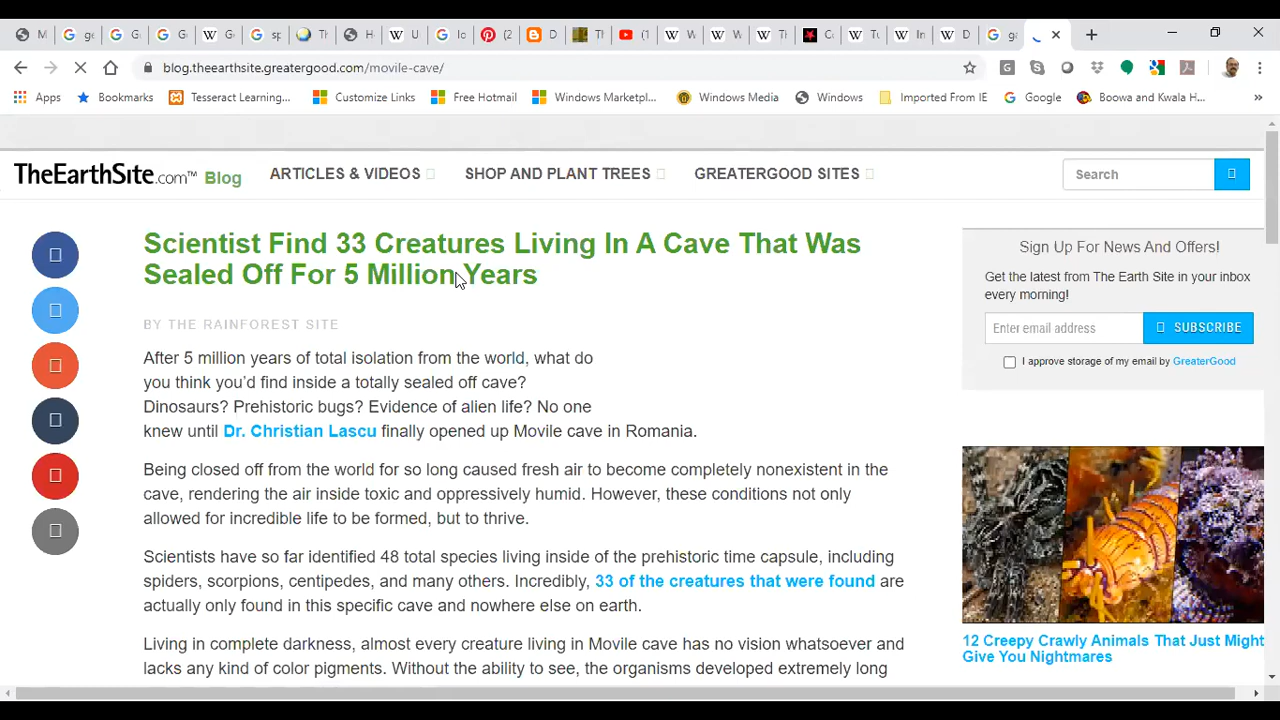 M
ge
G
G
G
sp
Th
H
U
Io
(2
D
Th
(1
W
W
Th
C
Tu
In
D
ge
blog.theearthsite.greatergood.com/movile-cave/
Apps
Bookmarks
Tesseract Learning...
Customize Links
Free Hotmail
Windows Marketpl...
Windows Media
Windows
Imported From IE
Google
Boowa and Kwala H...
»
TheEarthSite.com™ Blog
ARTICLES & VIDEOS
SHOP AND PLANT TREES
GREATERGOOD SITES
Search
Scientist Find 33 Creatures Living In A Cave That Was
Sealed Off For 5 Million Years
BY THE RAINFOREST SITE
After 5 million years of total isolation from the world, what do
you think you'd find inside a totally sealed off cave?
Dinosaurs? Prehistoric bugs? Evidence of alien life? No one
knew until Dr. Christian Lascu finally opened up Movile cave in Romania.
Being closed off from the world for so long caused fresh air to become completely nonexistent in the
cave, rendering the air inside toxic and oppressively humid. However, these conditions not only
allowed for incredible life to be formed, but to thrive.
Scientists have so far identified 48 total species living inside of the prehistoric time capsule, including
spiders, scorpions, centipedes, and many others. Incredibly, 33 of the creatures that were found are
actually only found in this specific cave and nowhere else on earth.
Living in complete darkness, almost every creature living in Movile cave has no vision whatsoever and
lacks any kind of color pigments. Without the ability to see, the organisms developed extremely long
Sign Up For News And Offers!
Get the latest from The Earth Site in your inbox
every morning!
Enter email address
SUBSCRIBE
I approve storage of my email by GreaterGood
12 Creepy Crawly Animals That Just Might
Give You Nightmares